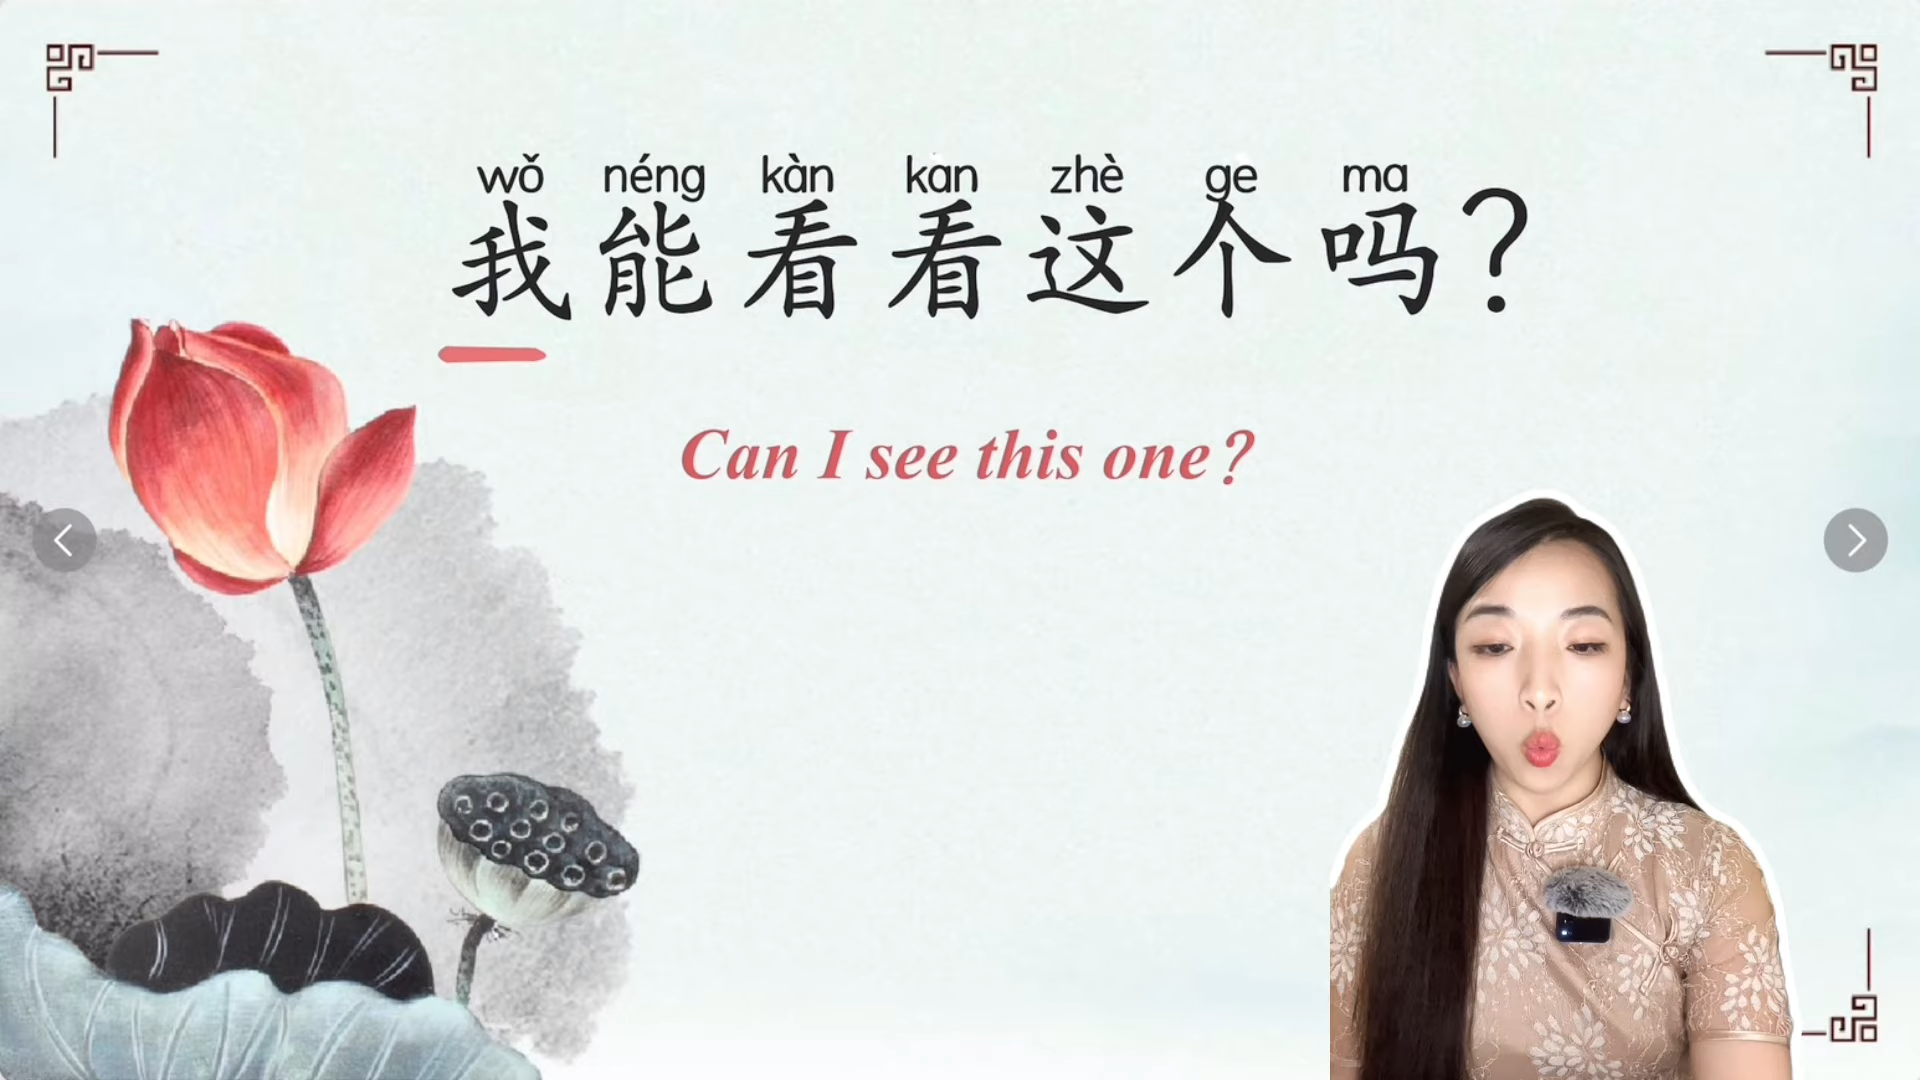 wǒ néng kàn kan zhè ge ma
我能看看这个吗？
Can I see this one?